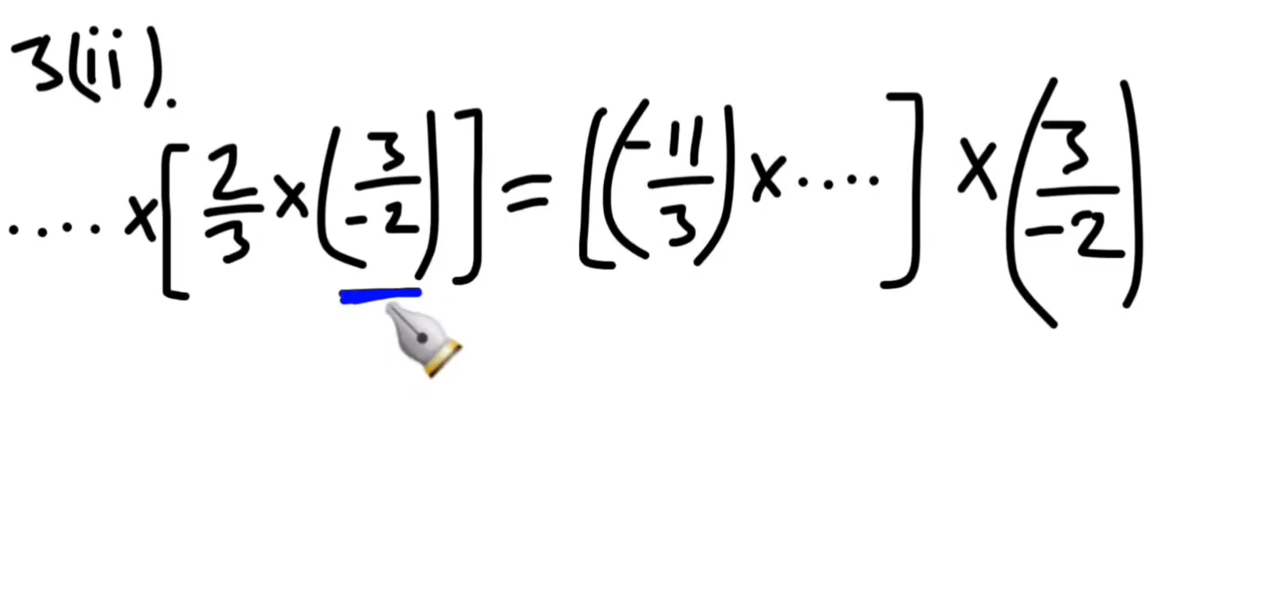 3(ii).
.... × [2/3 × (3/-2)] = [(-11/3) × ....] × (3/-2)